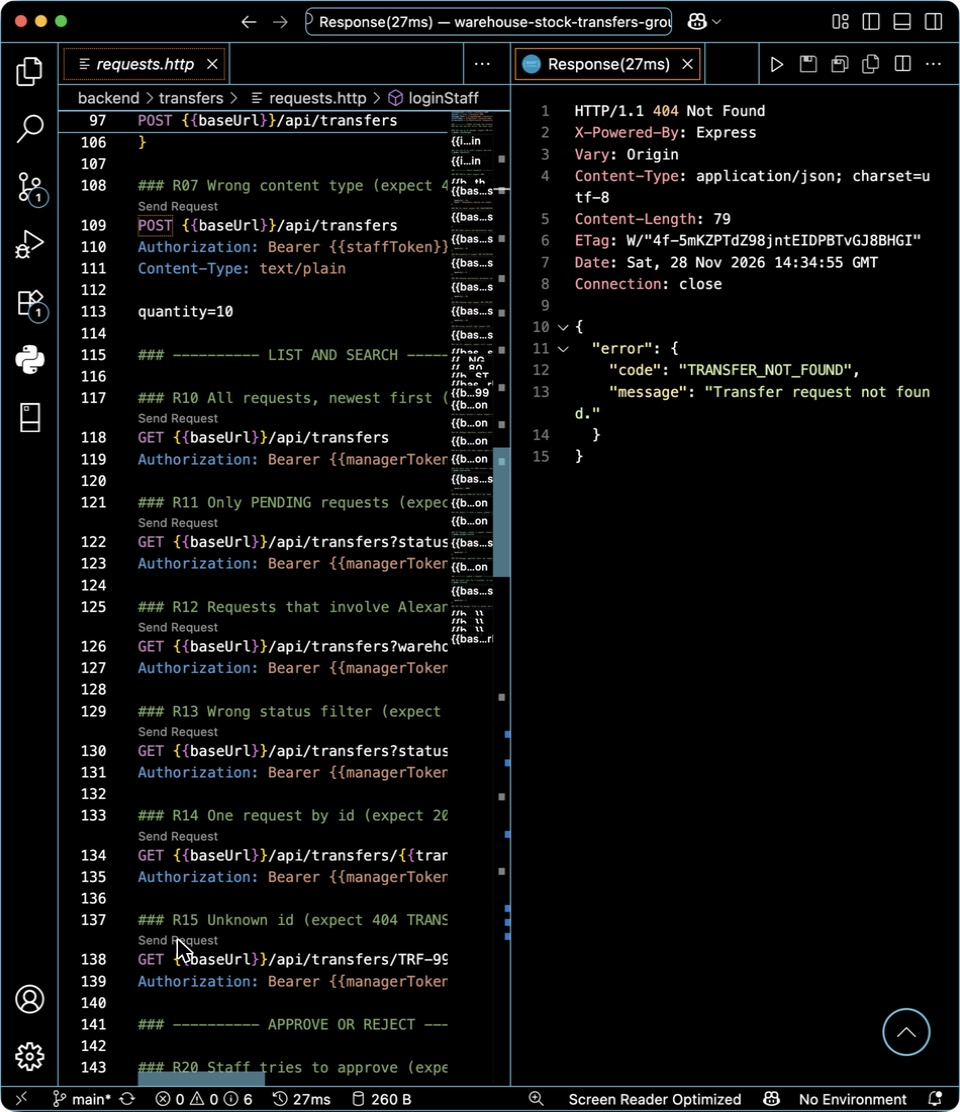 Response(27ms) — warehouse-stock-transfers-grou
requests.http
Response(27ms)
backend > transfers > requests.http > loginStaff
97 POST {{baseUrl}}/api/transfers
106 }
107
108 ### R07 Wrong content type (expect 4
Send Request
109 POST {{baseUrl}}/api/transfers
110 Authorization: Bearer {{staffToken}}
111 Content-Type: text/plain
112
113 quantity=10
114
115 ### ---------- LIST AND SEARCH -----
116
117 ### R10 All requests, newest first (
Send Request
118 GET {{baseUrl}}/api/transfers
119 Authorization: Bearer {{managerToken
120
121 ### R11 Only PENDING requests (expec
Send Request
122 GET {{baseUrl}}/api/transfers?status
123 Authorization: Bearer {{managerToken
124
125 ### R12 Requests that involve Alexan
Send Request
126 GET {{baseUrl}}/api/transfers?wareho
127 Authorization: Bearer {{managerToken
128
129 ### R13 Wrong status filter (expect
Send Request
130 GET {{baseUrl}}/api/transfers?status
131 Authorization: Bearer {{managerToken
132
133 ### R14 One request by id (expect 20
Send Request
134 GET {{baseUrl}}/api/transfers/{{tran
135 Authorization: Bearer {{managerToken
136
137 ### R15 Unknown id (expect 404 TRANS
Send Request
138 GET {{baseUrl}}/api/transfers/TRF-99
139 Authorization: Bearer {{managerToken
140
141 ### ---------- APPROVE OR REJECT ---
142
143 ### R20 Staff tries to approve (expe
1 HTTP/1.1 404 Not Found
2 X-Powered-By: Express
3 Vary: Origin
4 Content-Type: application/json; charset=u
tf-8
5 Content-Length: 79
6 ETag: W/"4f-5mKZPTdZ98jntEIDPBTvGJ8BHGI"
7 Date: Sat, 28 Nov 2026 14:34:55 GMT
8 Connection: close
9
10 {
11 "error": {
12 "code": "TRANSFER_NOT_FOUND",
13 "message": "Transfer request not foun
d."
14 }
15 }
1
1
main* 0 0 6 27ms 260 B Screen Reader Optimized No Environment